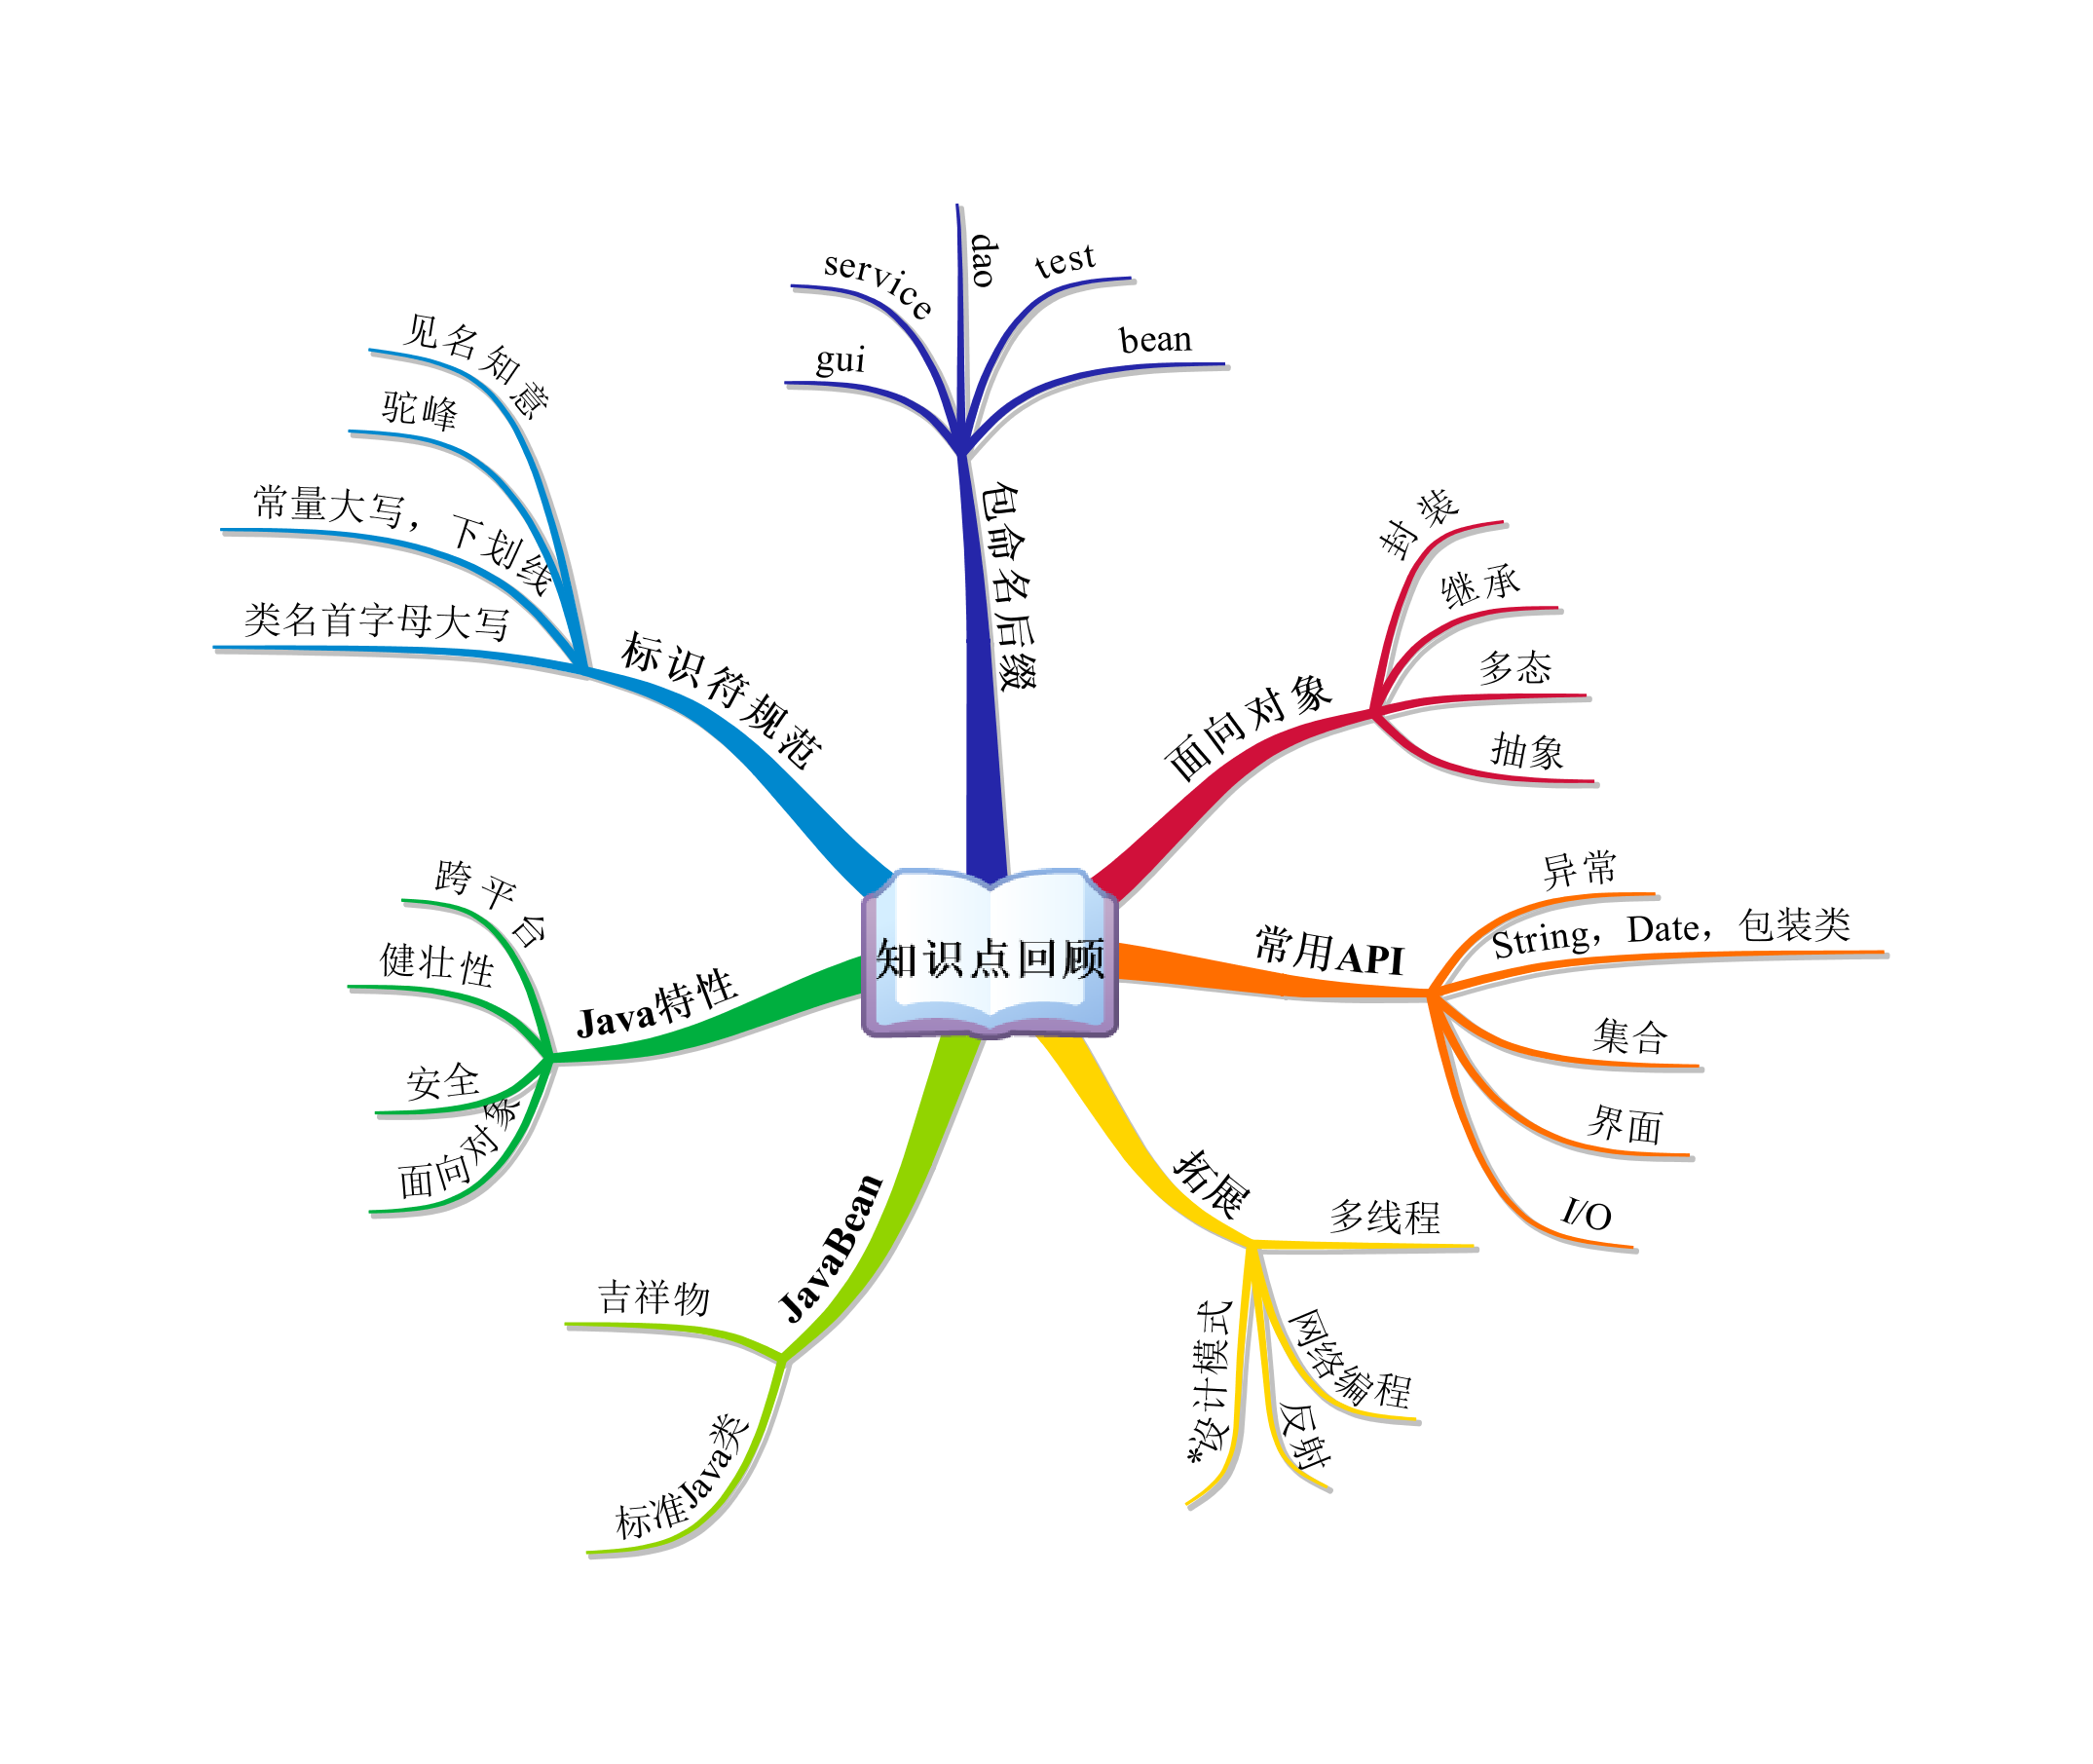 知识点回顾
包命名后缀
gui
service
dao
test
bean
面向对象
封装
继承
多态
抽象
常用API
异常
String，Date，包装类
集合
界面
I/O
拓展
多线程
网络编程
反射
*设计模式
JavaBean
吉祥物
标准Java类
Java特性
跨平台
健壮性
安全
面向对象
标识符规范
见名知意
驼峰
常量大写，下划线
类名首字母大写